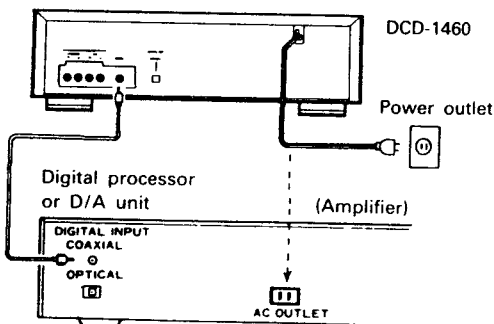 DCD-1460
Power outlet
Digital processor
or D/A unit
(Amplifier)
DIGITAL INPUT
COAXIAL
OPTICAL
AC OUTLET